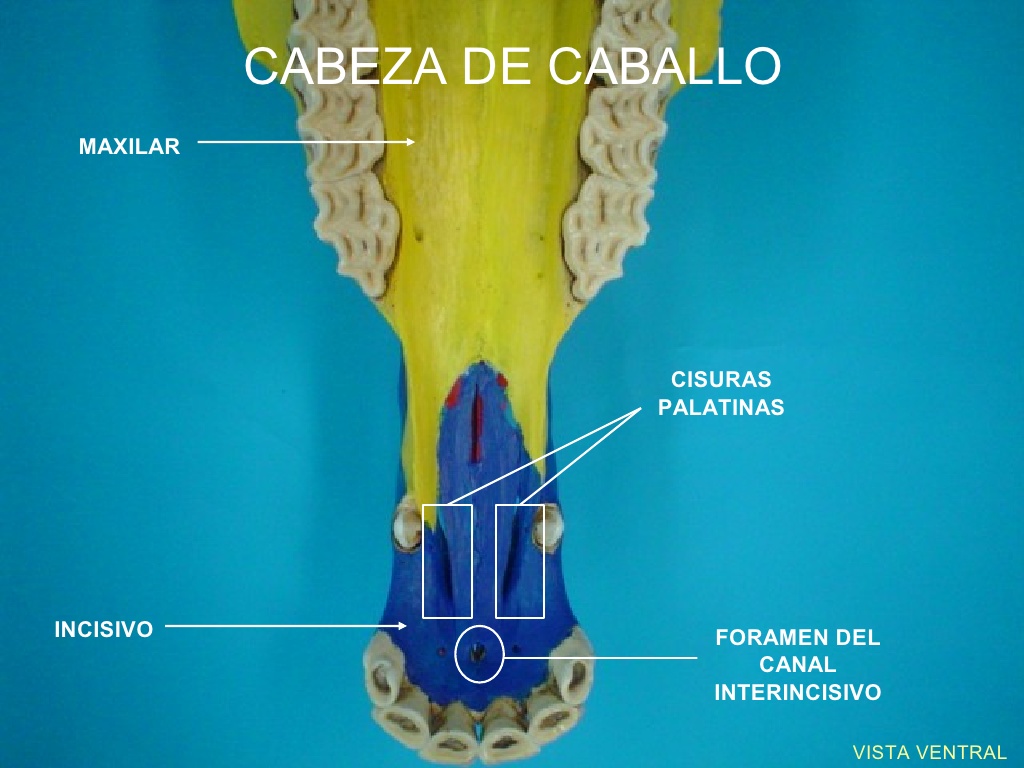 CABEZA DE CABALLO
MAXILAR
CISURAS
PALATINAS
INCISIVO
FORAMEN DEL
CANAL
INTERINCISIVO
VISTA VENTRAL